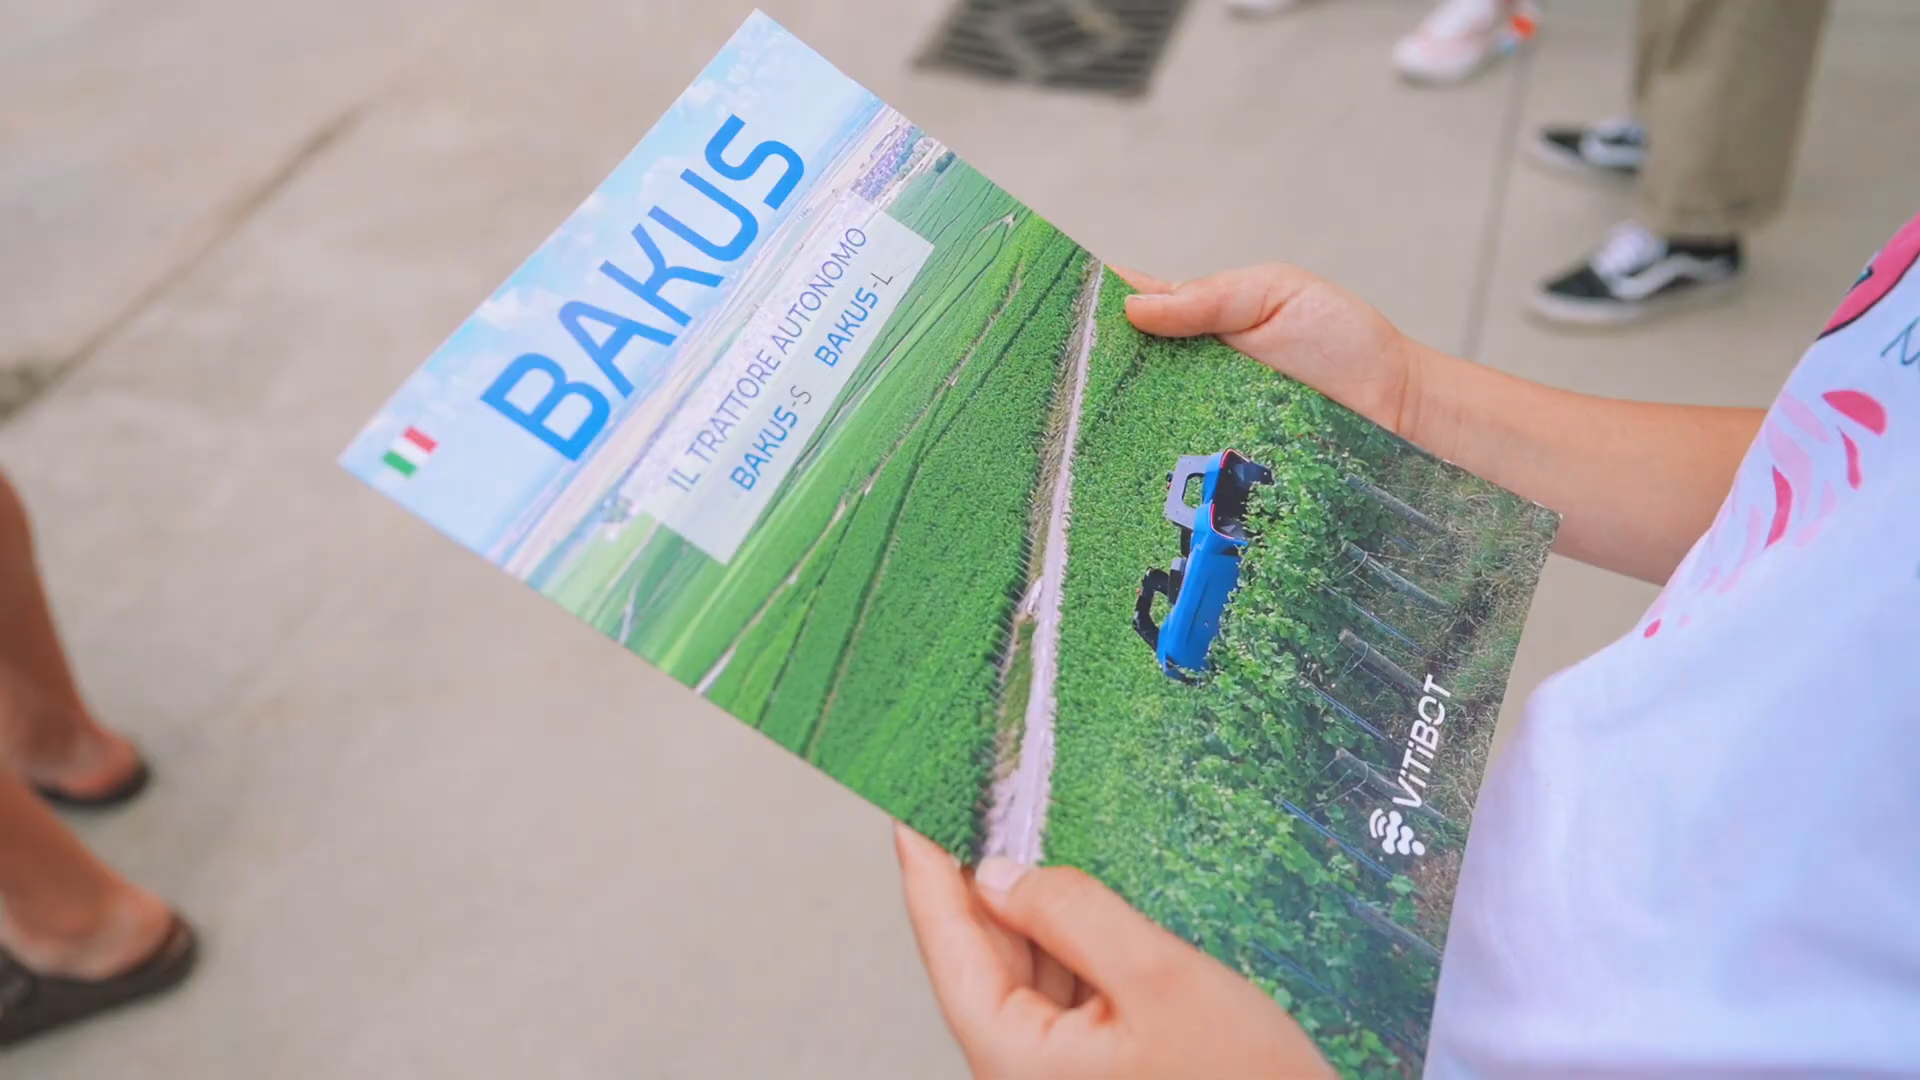 BAKUS
IL TRATTORE AUTONOMO
BAKUS-S BAKUS-L
ViTiBOT